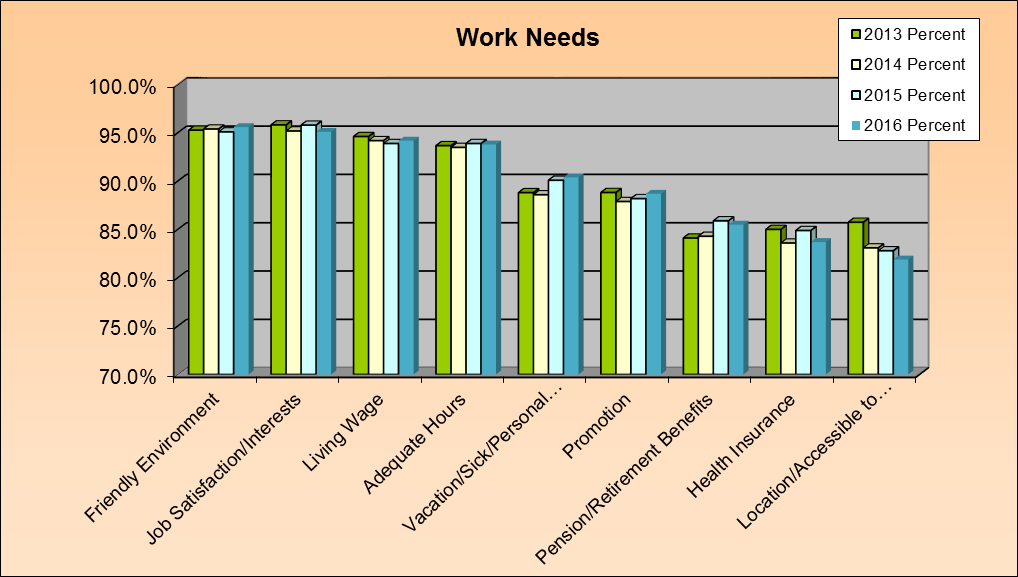 Work Needs
2013 Percent
2014 Percent
2015 Percent
2016 Percent
100.0%
95.0%
90.0%
85.0%
80.0%
75.0%
70.0%
Friendly Environment
Job Satisfaction/Interests
Living Wage
Adequate Hours
Vacation/Sick/Personal…
Promotion
Pension/Retirement Benefits
Health Insurance
Location/Accessible to…